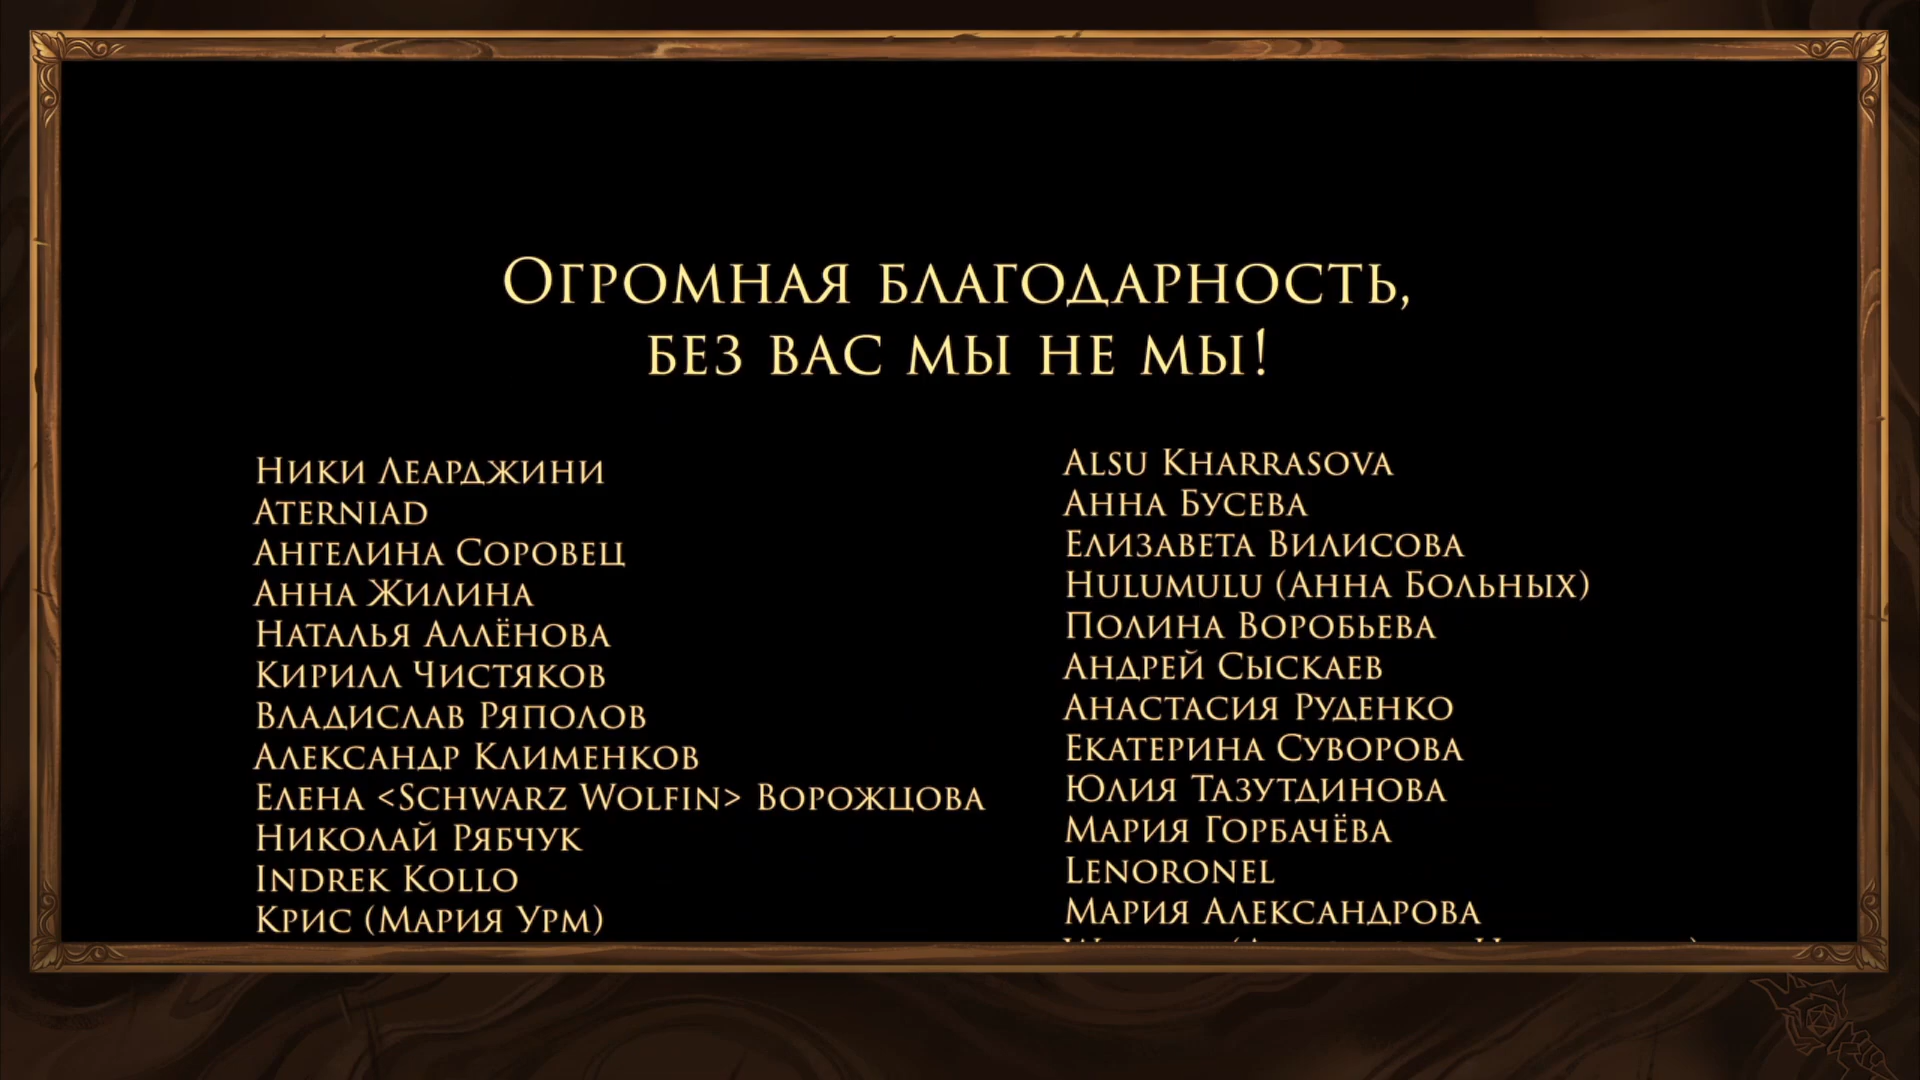 Огромная благодарность,
без вас мы не мы!
Ники Леарджини
Aterniad
Ангелина Соровец
Анна Жилина
Наталья Аллёнова
Кирилл Чистяков
Владислав Ряполов
Александр Клименков
Елена <Schwarz Wolfin> Ворожцова
Николай Рябчук
Indrek Kollo
Крис (Мария Урм)
Alsu Kharrasova
Анна Бусева
Елизавета Вилисова
Hulumulu (Анна Больных)
Полина Воробьева
Андрей Сыскаев
Анастасия Руденко
Екатерина Суворова
Юлия Тазутдинова
Мария Горбачёва
Lenoronel
Мария Александрова